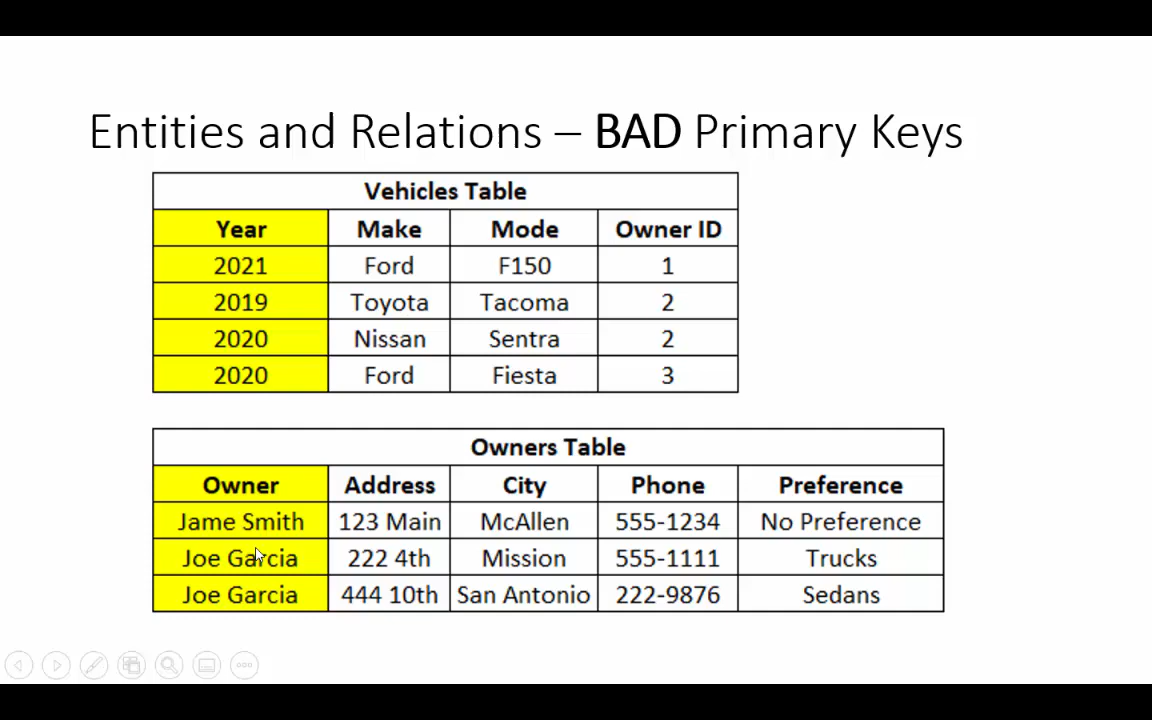 Entities and Relations – BAD Primary Keys
Vehicles Table
Year Make Mode Owner ID
2021 Ford F150 1
2019 Toyota Tacoma 2
2020 Nissan Sentra 2
2020 Ford Fiesta 3
Owners Table
Owner Address City Phone Preference
Jame Smith 123 Main McAllen 555-1234 No Preference
Joe Garcia 222 4th Mission 555-1111 Trucks
Joe Garcia 444 10th San Antonio 222-9876 Sedans